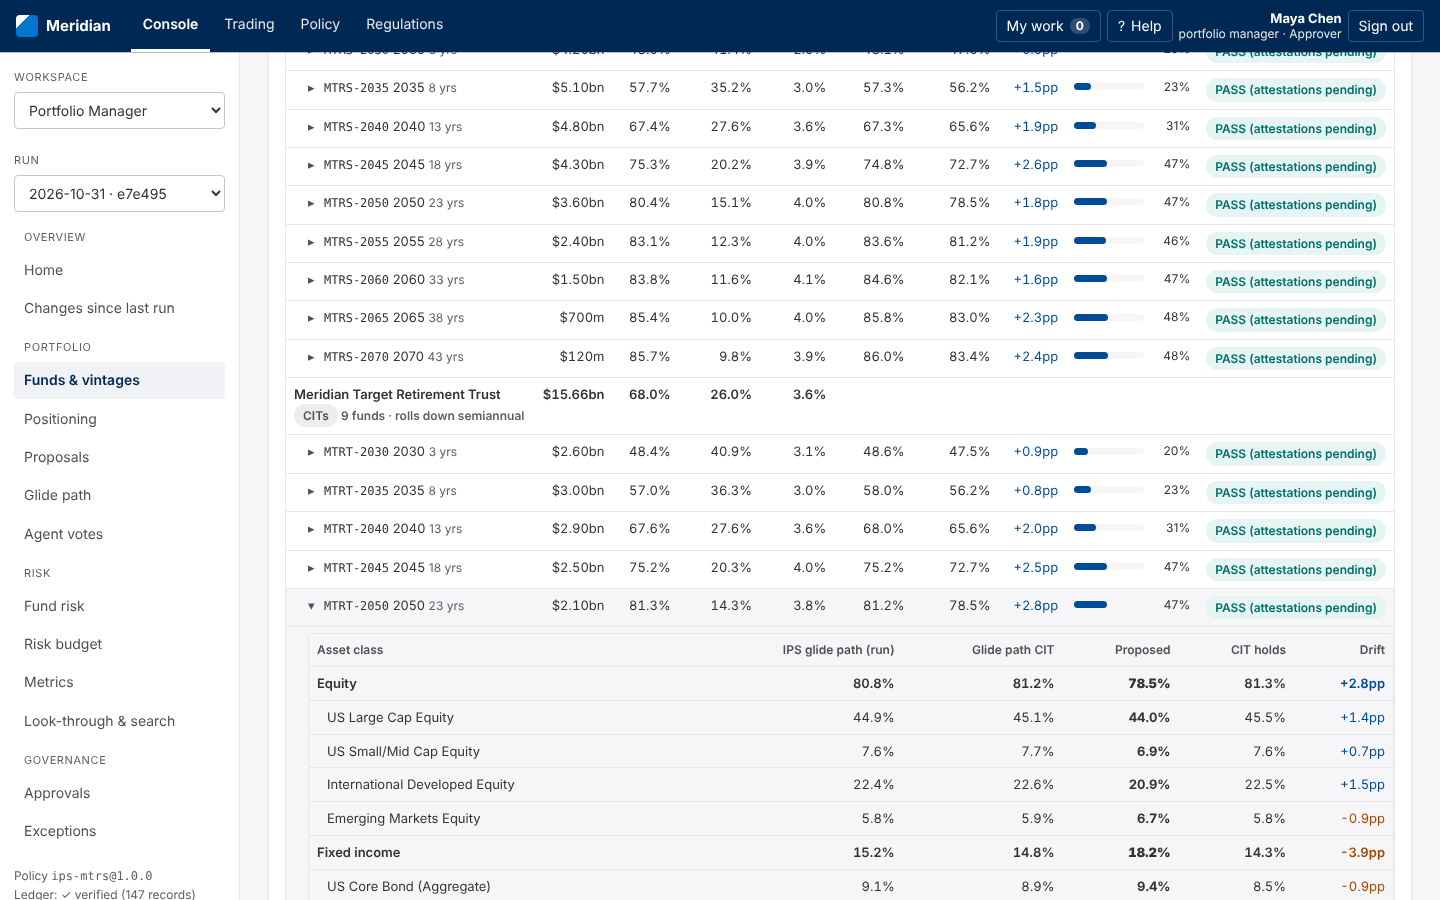 Meridian Console Trading Policy Regulations My work 0 ? Help Maya Chen Sign out
portfolio manager · Approver
WORKSPACE
Portfolio Manager
RUN
2026-10-31 · e7e495
OVERVIEW
Home
Changes since last run
PORTFOLIO
Funds & vintages
Positioning
Proposals
Glide path
Agent votes
RISK
Fund risk
Risk budget
Metrics
Look-through & search
GOVERNANCE
Approvals
Exceptions
Policy ips-mtrs@1.0.0
Ledger: ✓ verified (147 records)
PASS (attestations pending)
▸ MTRS-2035 2035 8 yrs $5.10bn 57.7% 35.2% 3.0% 57.3% 56.2% +1.5pp 23% PASS (attestations pending)
▸ MTRS-2040 2040 13 yrs $4.80bn 67.4% 27.6% 3.6% 67.3% 65.6% +1.9pp 31% PASS (attestations pending)
▸ MTRS-2045 2045 18 yrs $4.30bn 75.3% 20.2% 3.9% 74.8% 72.7% +2.6pp 47% PASS (attestations pending)
▸ MTRS-2050 2050 23 yrs $3.60bn 80.4% 15.1% 4.0% 80.8% 78.5% +1.8pp 47% PASS (attestations pending)
▸ MTRS-2055 2055 28 yrs $2.40bn 83.1% 12.3% 4.0% 83.6% 81.2% +1.9pp 46% PASS (attestations pending)
▸ MTRS-2060 2060 33 yrs $1.50bn 83.8% 11.6% 4.1% 84.6% 82.1% +1.6pp 47% PASS (attestations pending)
▸ MTRS-2065 2065 38 yrs $700m 85.4% 10.0% 4.0% 85.8% 83.0% +2.3pp 48% PASS (attestations pending)
▸ MTRS-2070 2070 43 yrs $120m 85.7% 9.8% 3.9% 86.0% 83.4% +2.4pp 48% PASS (attestations pending)
Meridian Target Retirement Trust $15.66bn 68.0% 26.0% 3.6%
CITs 9 funds · rolls down semiannual
▸ MTRT-2030 2030 3 yrs $2.60bn 48.4% 40.9% 3.1% 48.6% 47.5% +0.9pp 20% PASS (attestations pending)
▸ MTRT-2035 2035 8 yrs $3.00bn 57.0% 36.3% 3.0% 58.0% 56.2% +0.8pp 23% PASS (attestations pending)
▸ MTRT-2040 2040 13 yrs $2.90bn 67.6% 27.6% 3.6% 68.0% 65.6% +2.0pp 31% PASS (attestations pending)
▸ MTRT-2045 2045 18 yrs $2.50bn 75.2% 20.3% 4.0% 75.2% 72.7% +2.5pp 47% PASS (attestations pending)
▾ MTRT-2050 2050 23 yrs $2.10bn 81.3% 14.3% 3.8% 81.2% 78.5% +2.8pp 47% PASS (attestations pending)
Asset class IPS glide path (run) Glide path CIT Proposed CIT holds Drift
Equity 80.8% 81.2% 78.5% 81.3% +2.8pp
US Large Cap Equity 44.9% 45.1% 44.0% 45.5% +1.4pp
US Small/Mid Cap Equity 7.6% 7.7% 6.9% 7.6% +0.7pp
International Developed Equity 22.4% 22.6% 20.9% 22.5% +1.5pp
Emerging Markets Equity 5.8% 5.9% 6.7% 5.8% -0.9pp
Fixed income 15.2% 14.8% 18.2% 14.3% -3.9pp
US Core Bond (Aggregate) 9.1% 8.9% 9.4% 8.5% -0.9pp